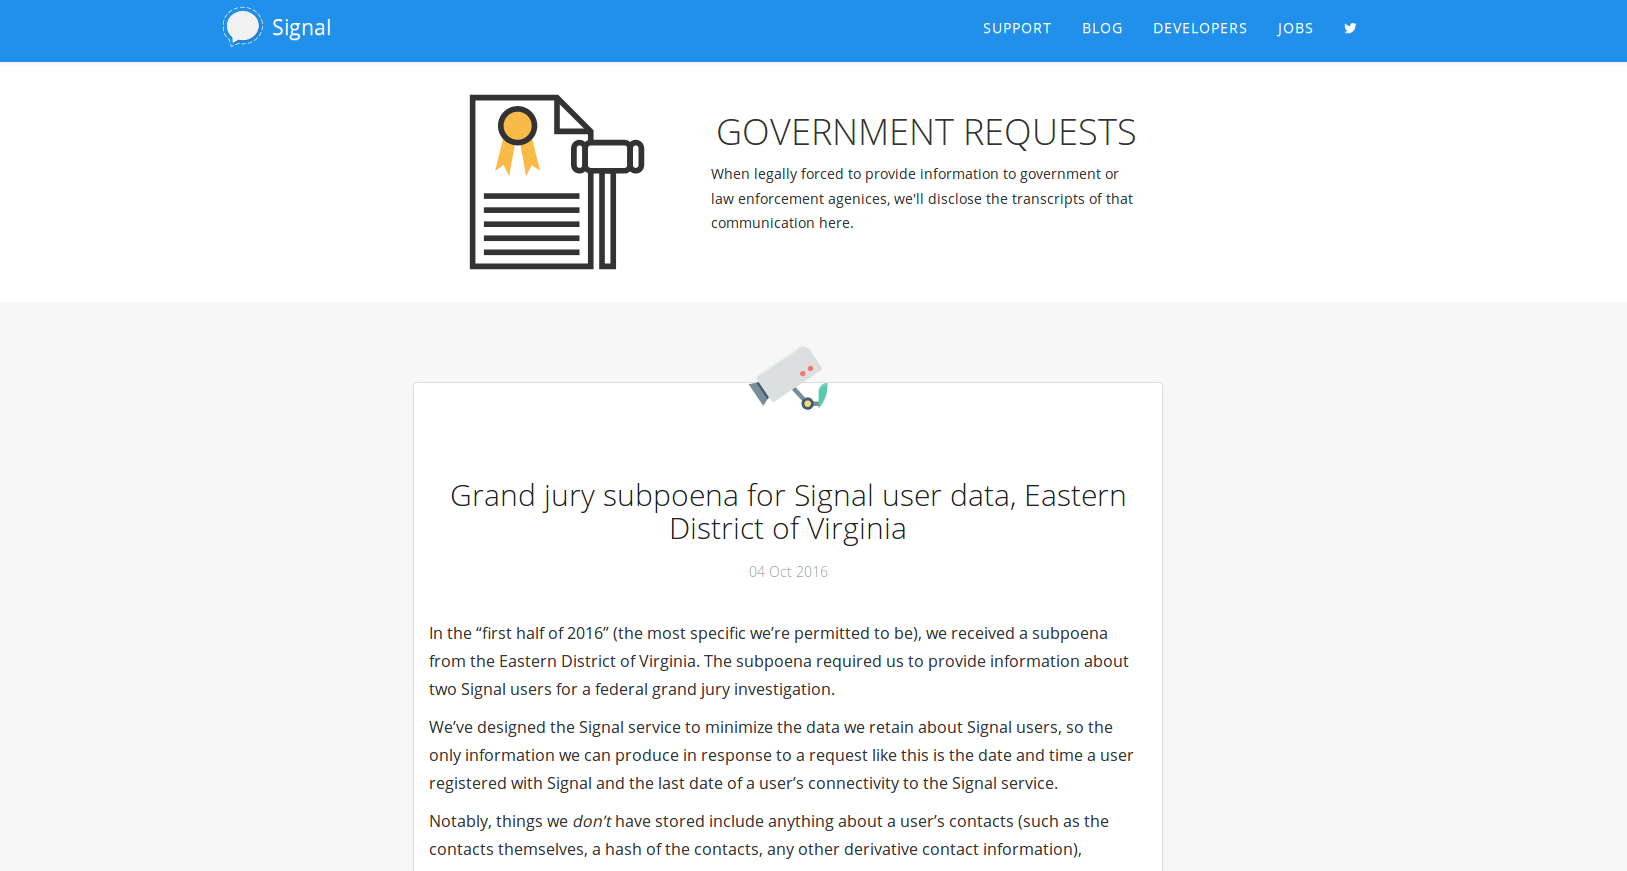 Signal
SUPPORT BLOG DEVELOPERS JOBS
GOVERNMENT REQUESTS
When legally forced to provide information to government or
law enforcement agenices, we'll disclose the transcripts of that
communication here.
Grand jury subpoena for Signal user data, Eastern
District of Virginia
04 Oct 2016
In the “first half of 2016” (the most specific we’re permitted to be), we received a subpoena
from the Eastern District of Virginia. The subpoena required us to provide information about
two Signal users for a federal grand jury investigation.
We’ve designed the Signal service to minimize the data we retain about Signal users, so the
only information we can produce in response to a request like this is the date and time a user
registered with Signal and the last date of a user’s connectivity to the Signal service.
Notably, things we don’t have stored include anything about a user’s contacts (such as the
contacts themselves, a hash of the contacts, any other derivative contact information),